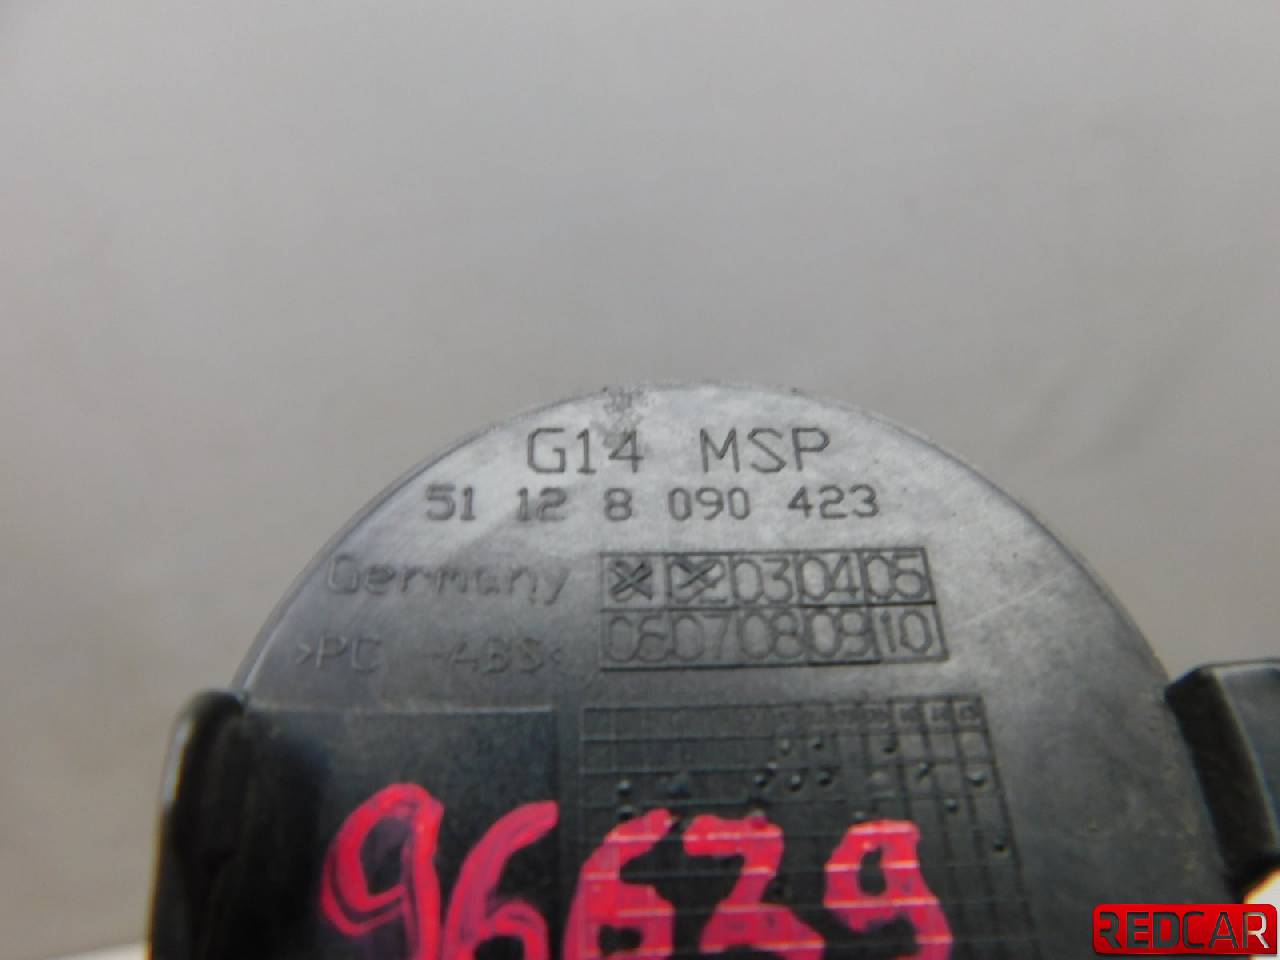 G14 MSP
51 12 8 090 423
Germany 03 04 05
>PC +ABS< 06 07 08 09 10
96639
REDCAR